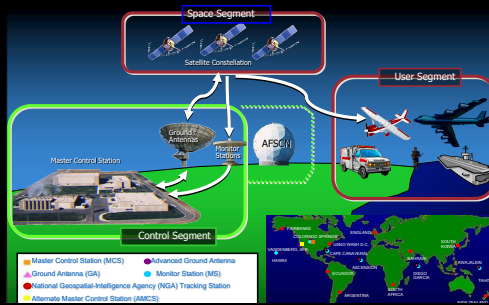 Space Segment
Satellite Constellation
User Segment
Ground
Antennas
Monitor
Stations
AFSCN
Master Control Station
Control Segment
FAIRBANKS
ENGLAND
COLORADO SPRINGS
USNO WASH D.C.
VANDENBERG, AFB
CAPE CANAVERAL
HAWAII
ASCENSION
BAHRAIN
SOUTH
KOREA
KWAJALEIN
DIEGO
GARCIA
ECUADOR
TAHITI
SOUTH
AFRICA
ARGENTINA
NEW ZEALAND
Master Control Station (MCS)
Advanced Ground Antenna
Ground Antenna (GA)
Monitor Station (MS)
National Geospatial-Intelligence Agency (NGA) Tracking Station
Alternate Master Control Station (AMCS)